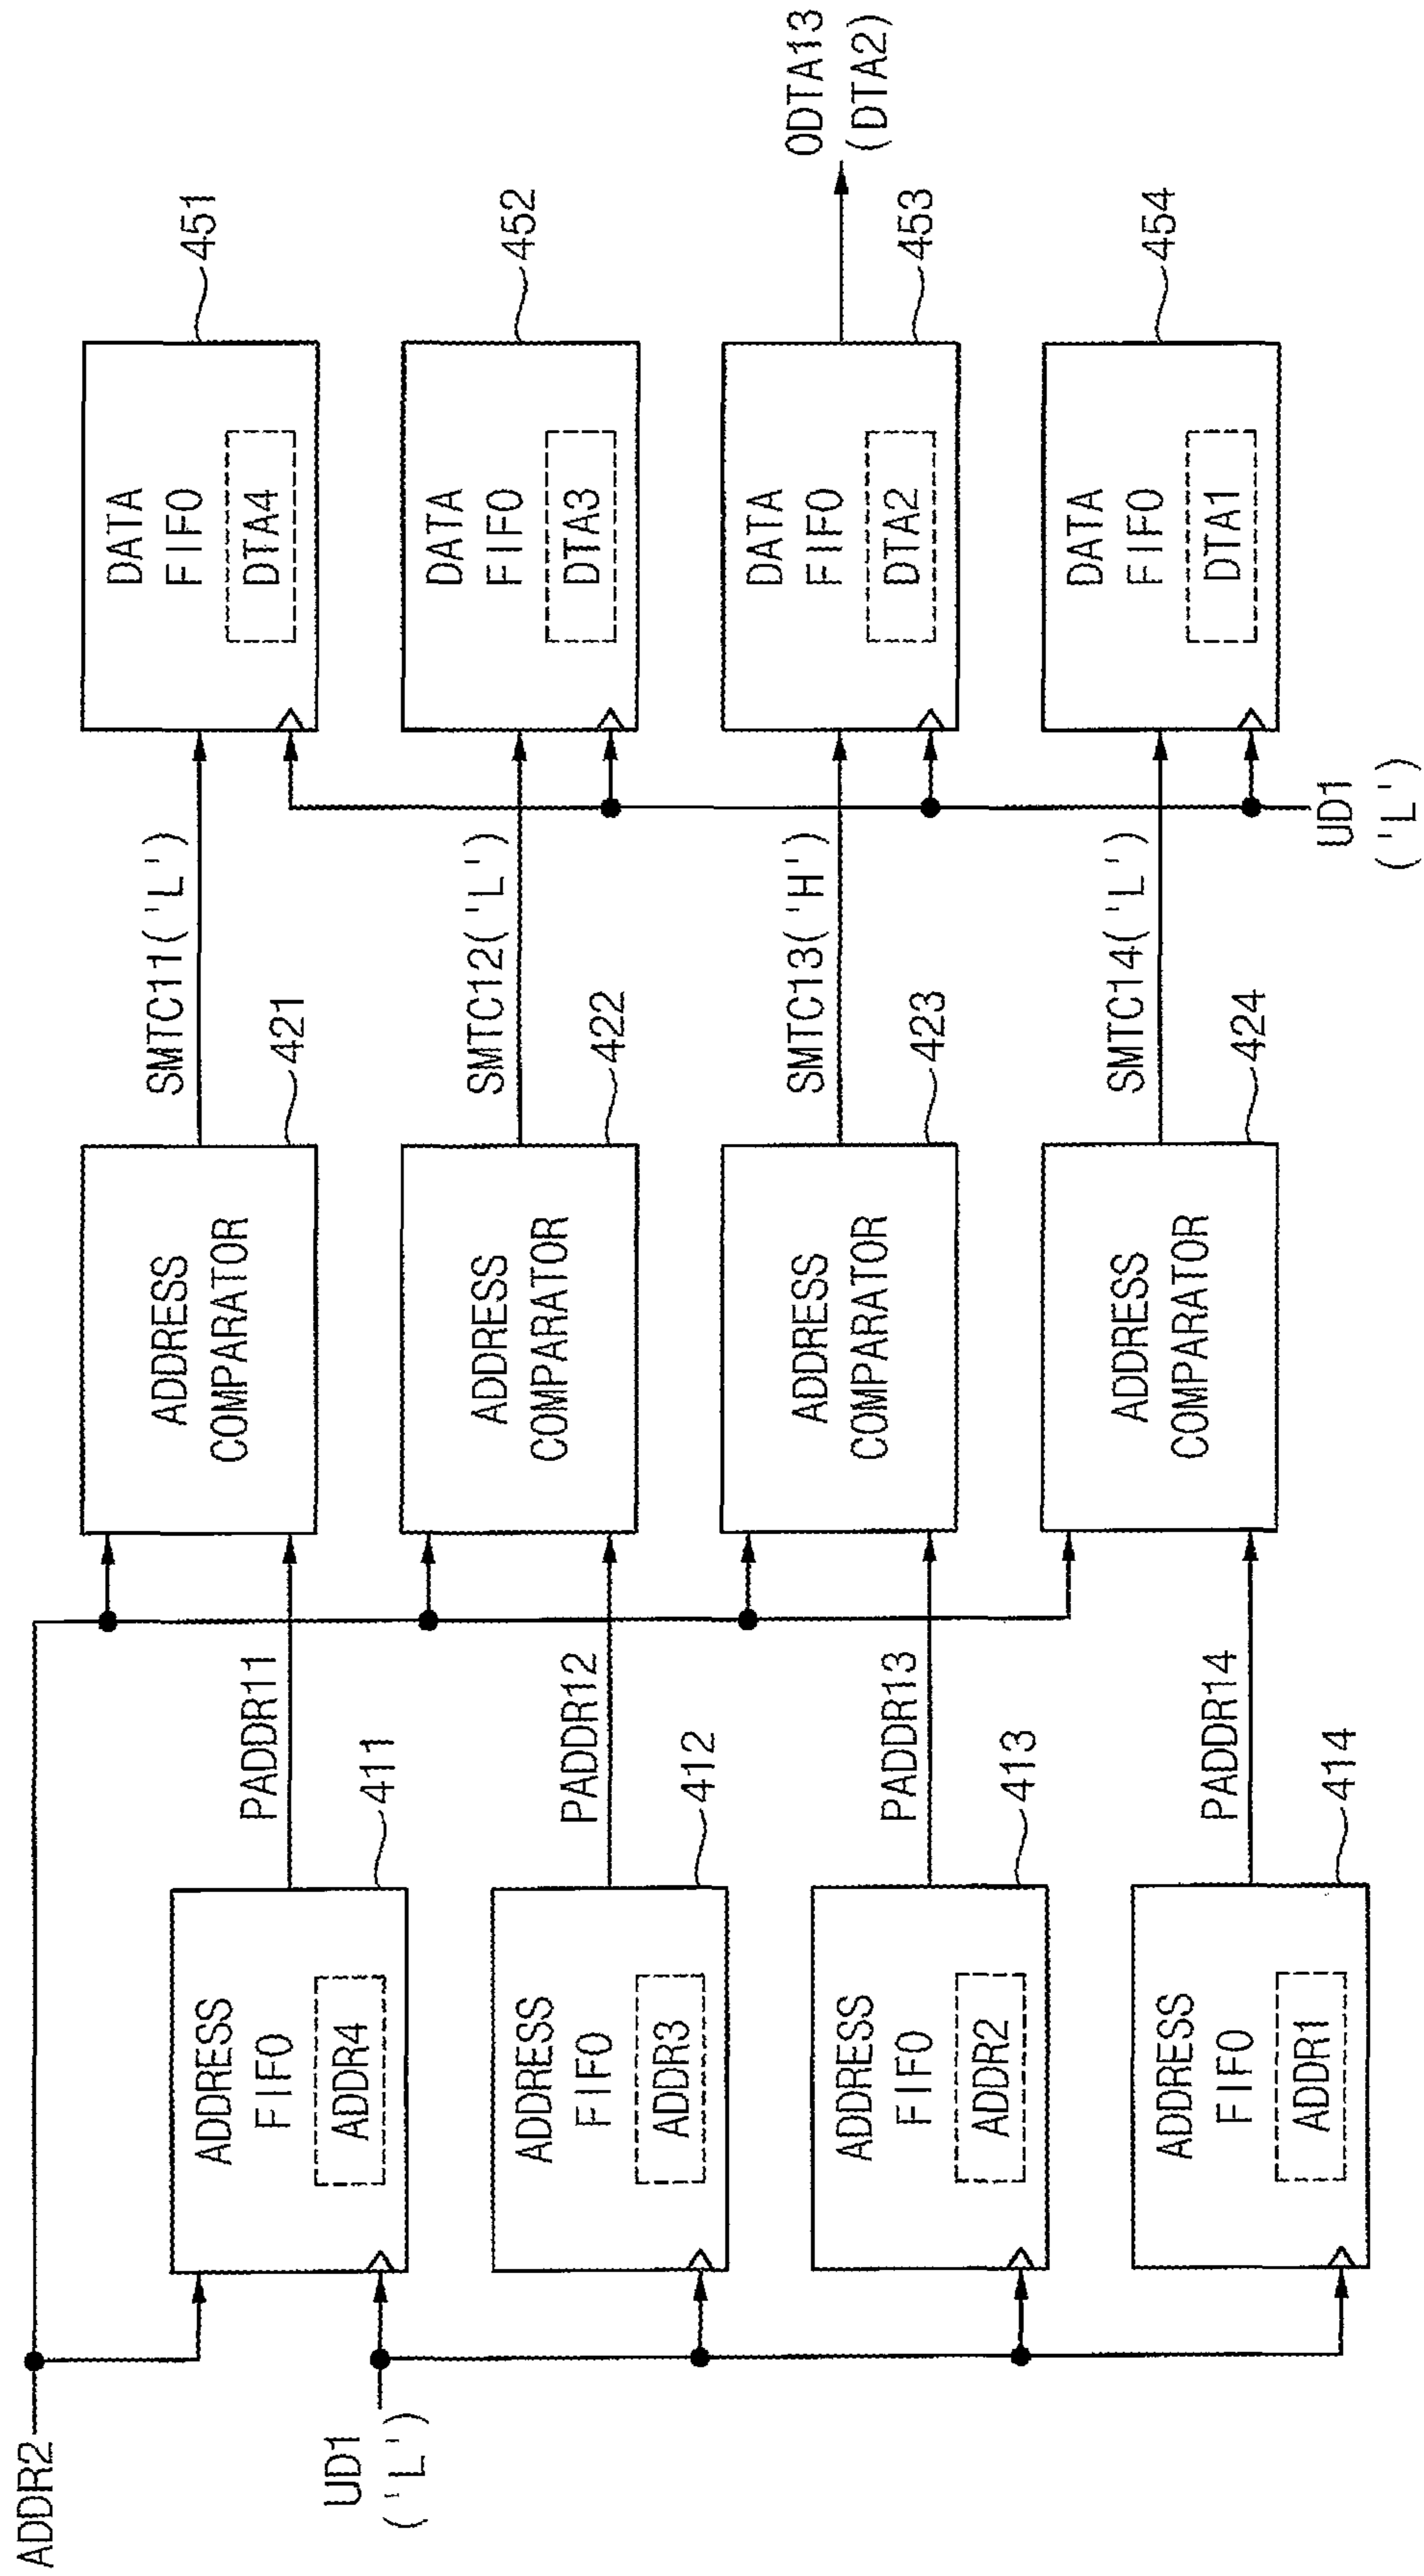 ADDR2
UD1
('L')
ADDRESS
FIFO
ADDR4
411
PADDR11
ADDRESS
COMPARATOR
421
SMTC11('L')
DATA
FIFO
DTA4
451
ADDRESS
FIFO
ADDR3
412
PADDR12
ADDRESS
COMPARATOR
422
SMTC12('L')
DATA
FIFO
DTA3
452
ADDRESS
FIFO
ADDR2
413
PADDR13
ADDRESS
COMPARATOR
423
SMTC13('H')
DATA
FIFO
DTA2
453
ODTA13
(DTA2)
ADDRESS
FIFO
ADDR1
414
PADDR14
ADDRESS
COMPARATOR
424
SMTC14('L')
DATA
FIFO
DTA1
454
UD1
('L')